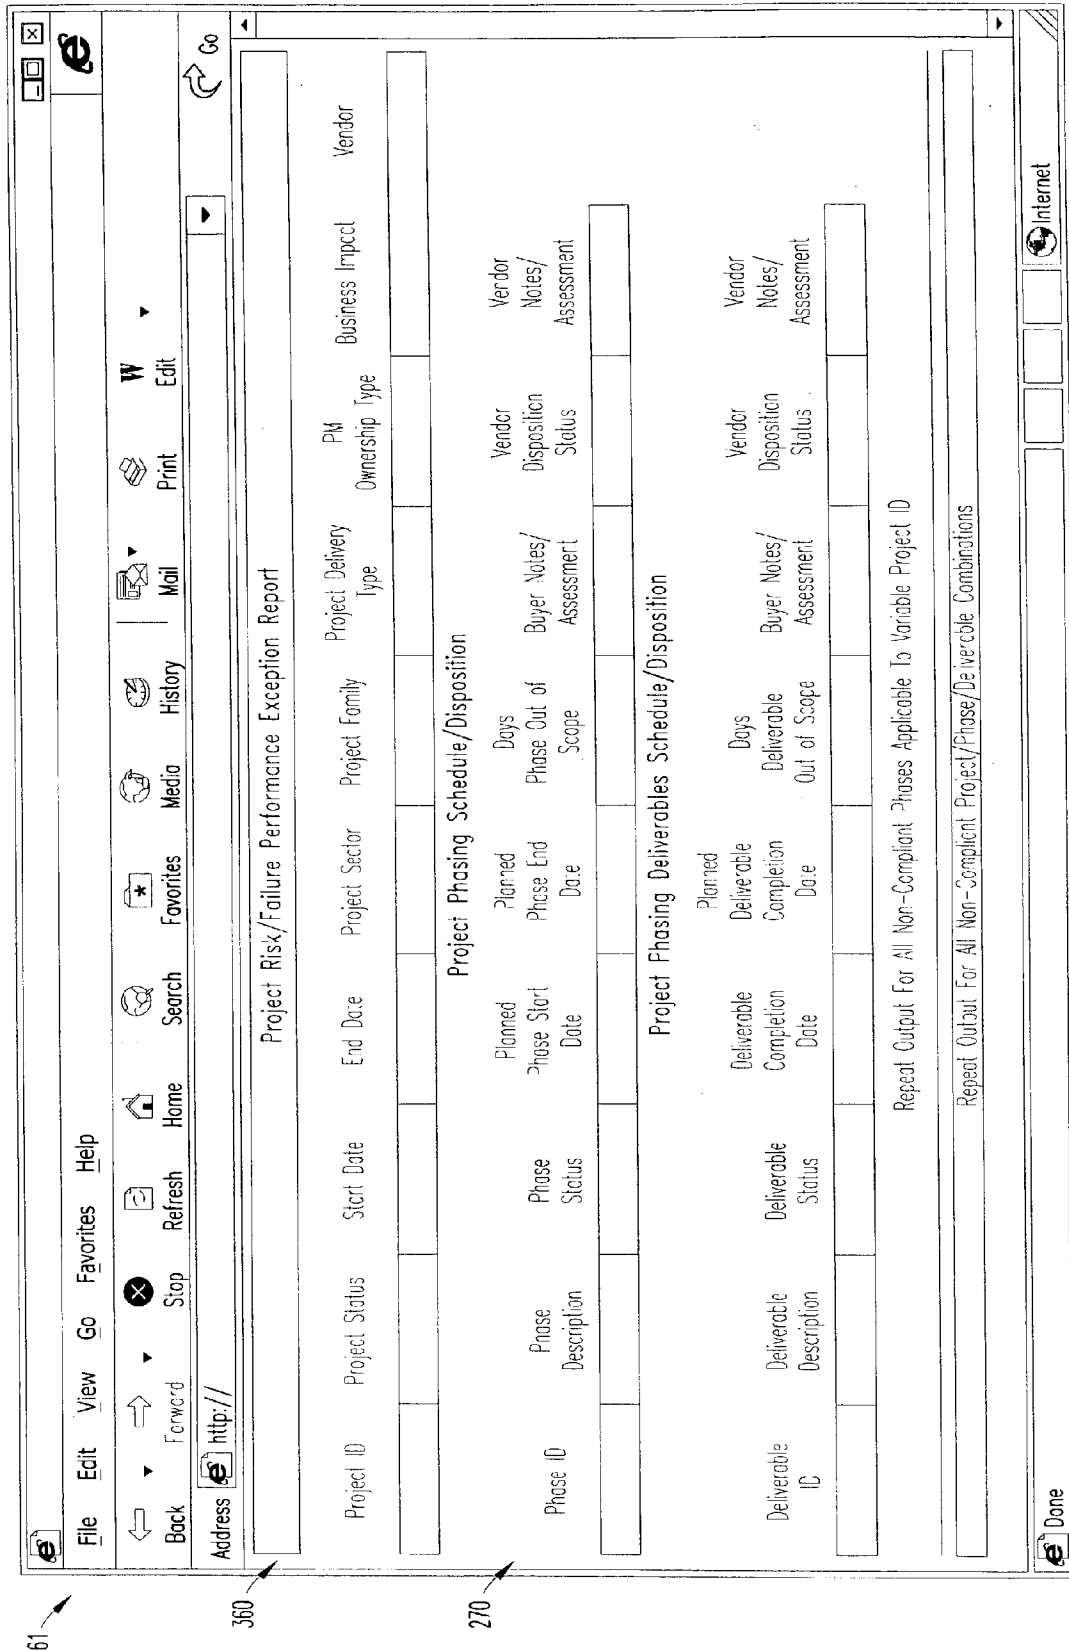 61
File Edit View Go Favorites Help
Back Forward Stop Refresh Home Search Favorites Media History Mail Print Edit
Address http:// Go
360
Project Risk/Failure Performance Exception Report
Project ID Project Status Start Date End Date Project Sector Project Family Project Delivery Type PM Ownership Type Business Impact Vendor
Project Phasing Schedule/Disposition
270
Phase ID Phase Description Phase Status Planned Phase Start Date Planned Phase End Date Days Phase Out of Scope Buyer Notes/ Assessment Vendor Disposition Status Vendor Notes/ Assessment
Project Phasing Deliverables Schedule/Disposition
Deliverable ID Deliverable Description Deliverable Status Deliverable Completion Date Planned Deliverable Completion Date Days Deliverable Out of Scope Buyer Notes/ Assessment Vendor Disposition Status Vendor Notes/ Assessment
Repeat Output For All Non-Compliant Phases Applicable To Variable Project ID
Repeat Output For All Non-Compliant Project/Phase/Deliverable Combinations
Done Internet